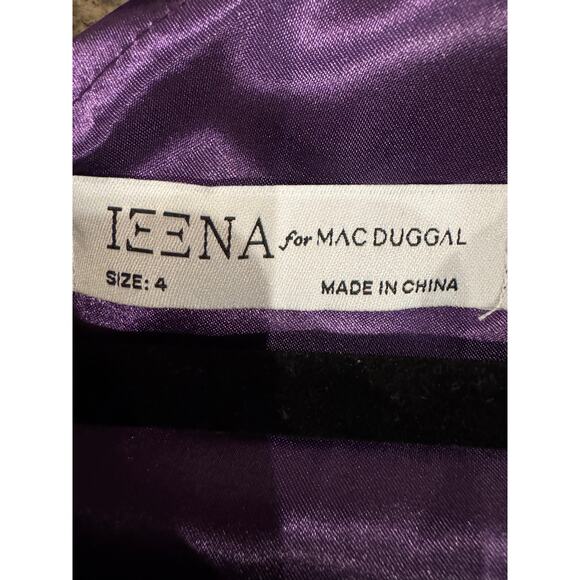 IEENA for MAC DUGGAL
SIZE: 4 MADE IN CHINA